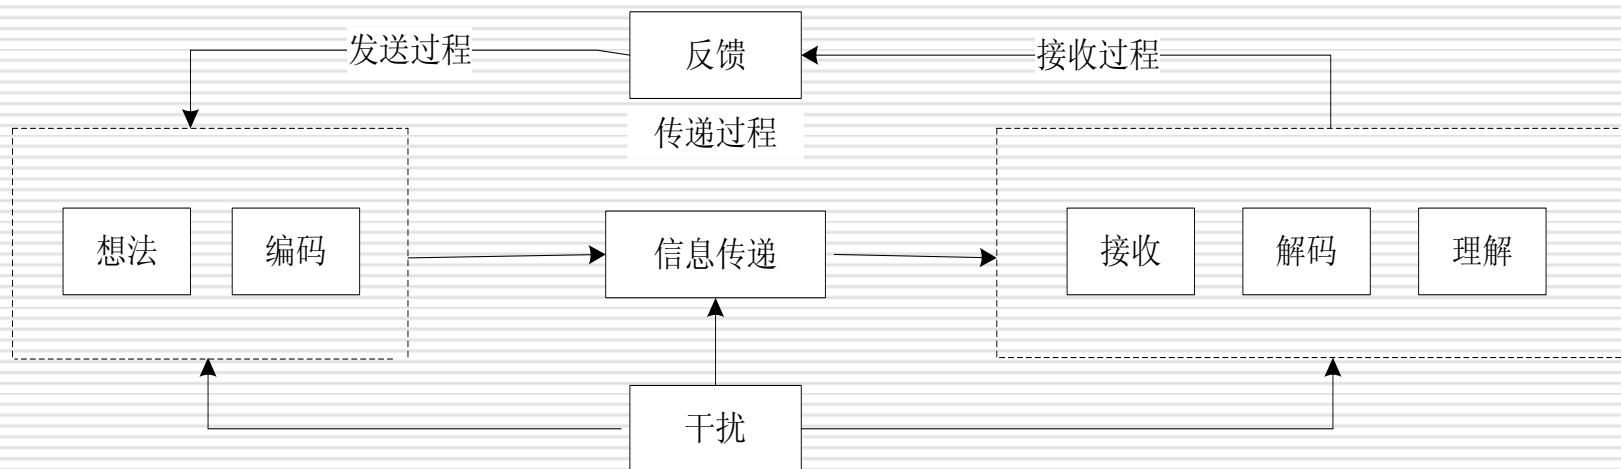 发送过程
反馈
接收过程
传递过程
想法
编码
信息传递
接收
解码
理解
干扰